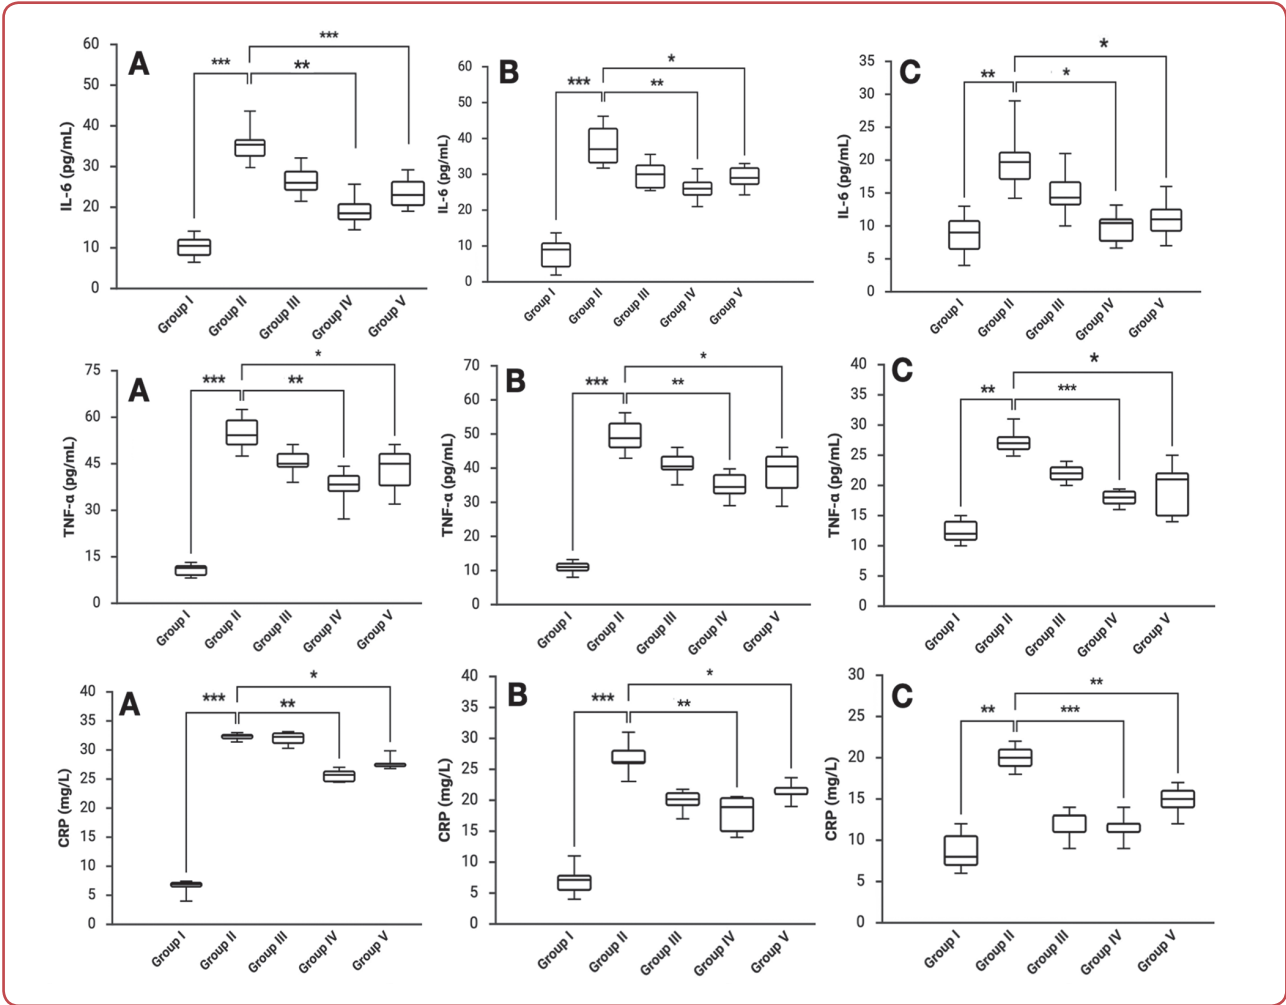 A
IL-6 (pg/mL)
60
50
40
30
20
10
0
***
***
**
Group I
Group II
Group III
Group IV
Group V
B
IL-6 (pg/mL)
60
50
40
30
20
10
0
*
***
**
Group I
Group II
Group III
Group IV
Group V
C
IL-6 (pg/mL)
35
30
25
20
15
10
5
0
*
**
*
Group I
Group II
Group III
Group IV
Group V
A
TNF-α (pg/mL)
75
60
45
30
15
0
*
***
**
Group I
Group II
Group III
Group IV
Group V
B
TNF-α (pg/mL)
70
60
50
40
30
20
10
0
*
***
**
Group I
Group II
Group III
Group IV
Group V
C
TNF-α (pg/mL)
40
35
30
25
20
15
10
5
0
*
**
***
Group I
Group II
Group III
Group IV
Group V
A
CRP (mg/L)
40
35
30
25
20
15
10
5
0
*
***
**
Group I
Group II
Group III
Group IV
Group V
B
CRP (mg/L)
40
35
30
25
20
15
10
5
0
*
***
**
Group I
Group II
Group III
Group IV
Group V
C
CRP (mg/L)
30
25
20
15
10
5
0
**
**
***
Group I
Group II
Group III
Group IV
Group V